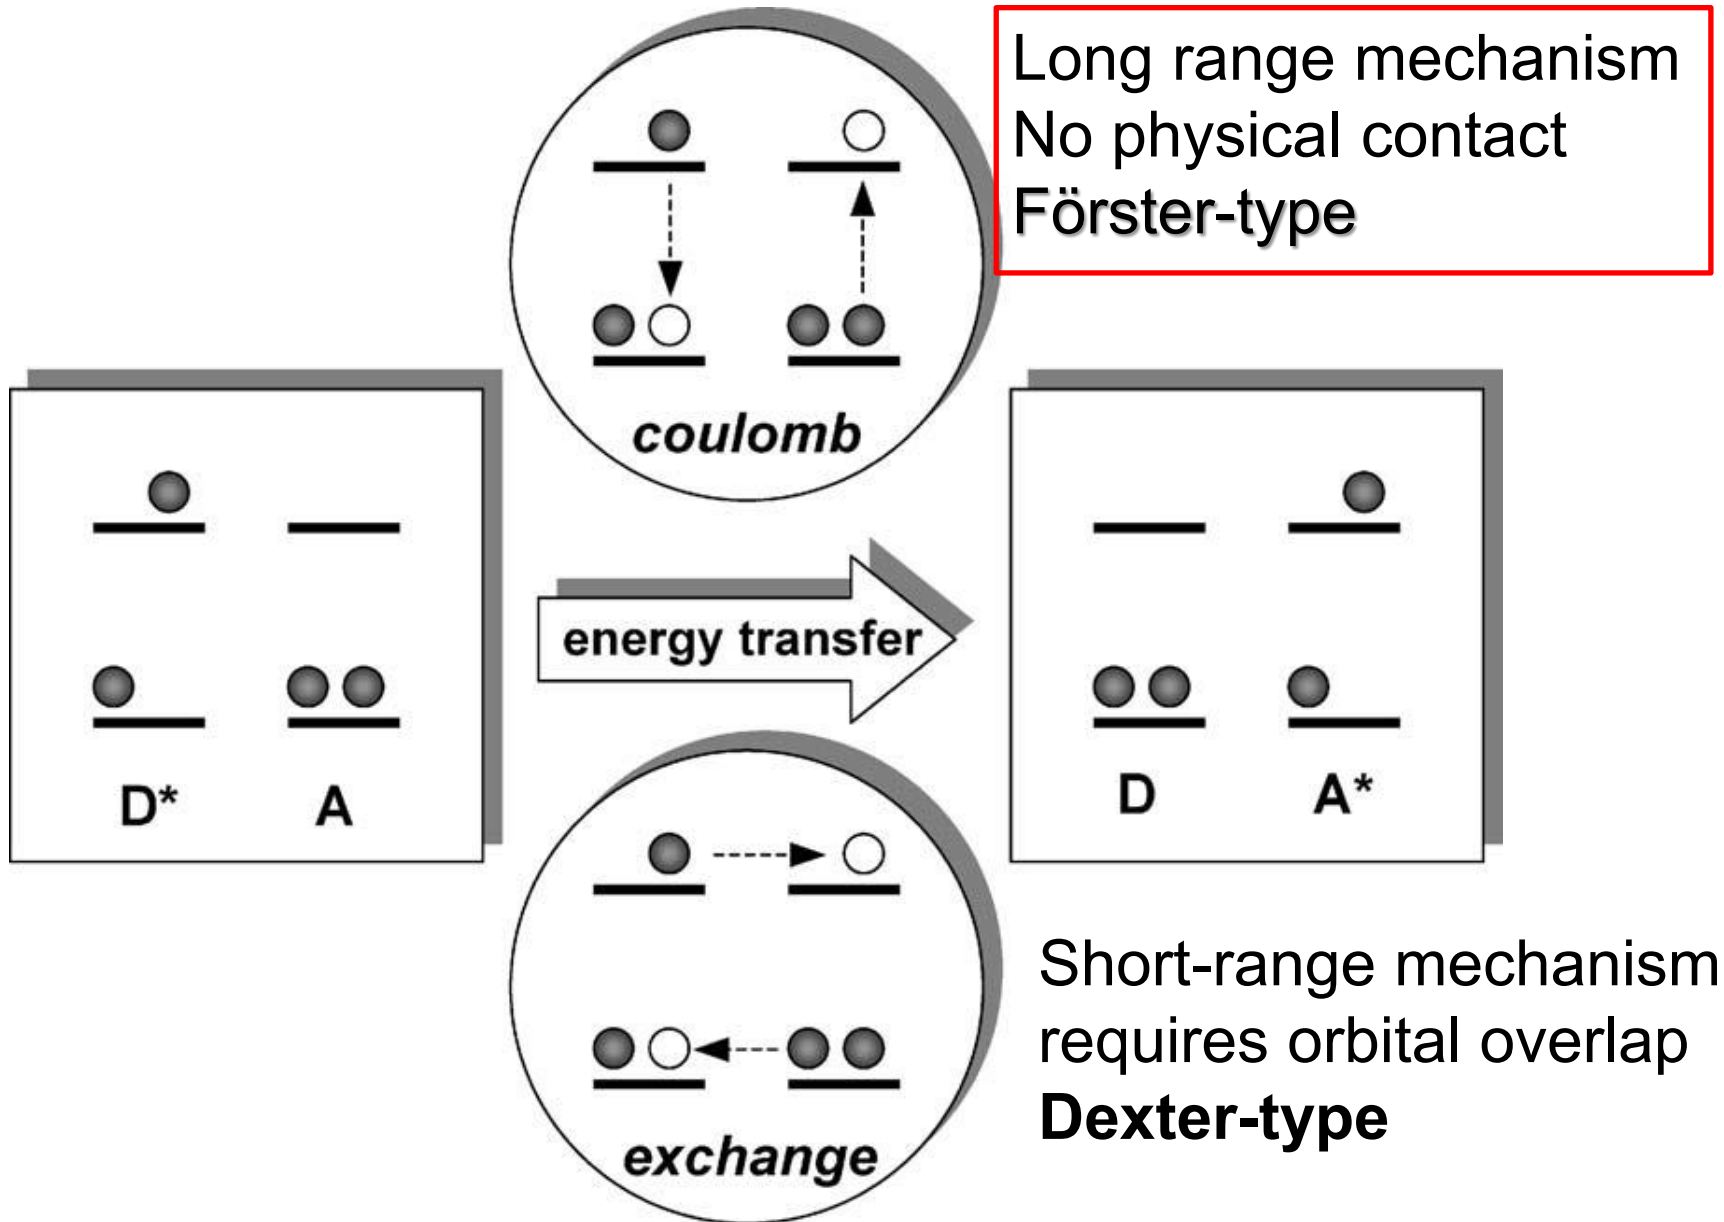 Long range mechanism
No physical contact
Förster-type
coulomb
energy transfer
D* A
D A*
exchange
Short-range mechanism
requires orbital overlap
Dexter-type